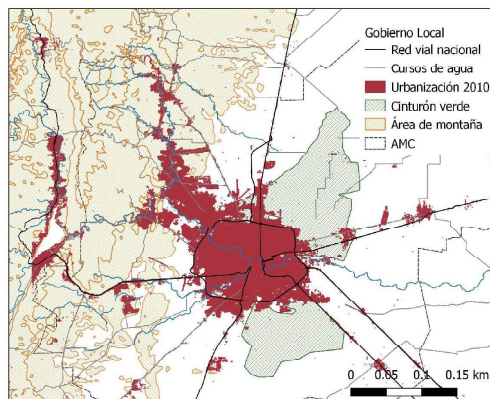 Gobierno Local
Red vial nacional
Cursos de agua
Urbanización 2010
Cinturón verde
Área de montaña
AMC
0 0.05 0.1 0.15 km